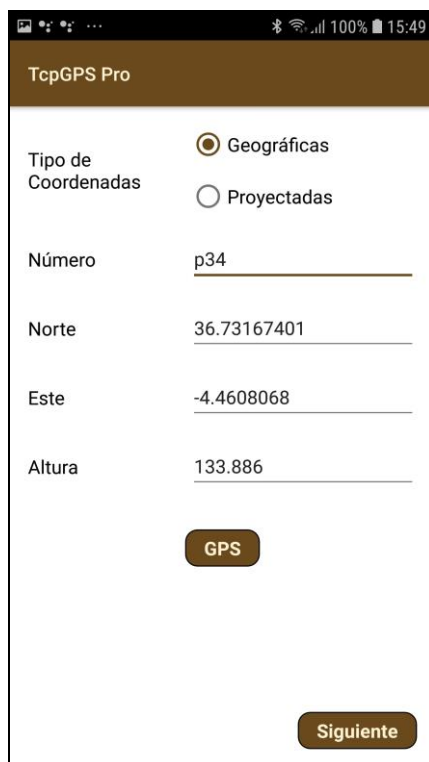 100% 15:49
TcpGPS Pro
Tipo de
Coordenadas
Geográficas
Proyectadas
Número p34
Norte 36.73167401
Este -4.4608068
Altura 133.886
GPS
Siguiente